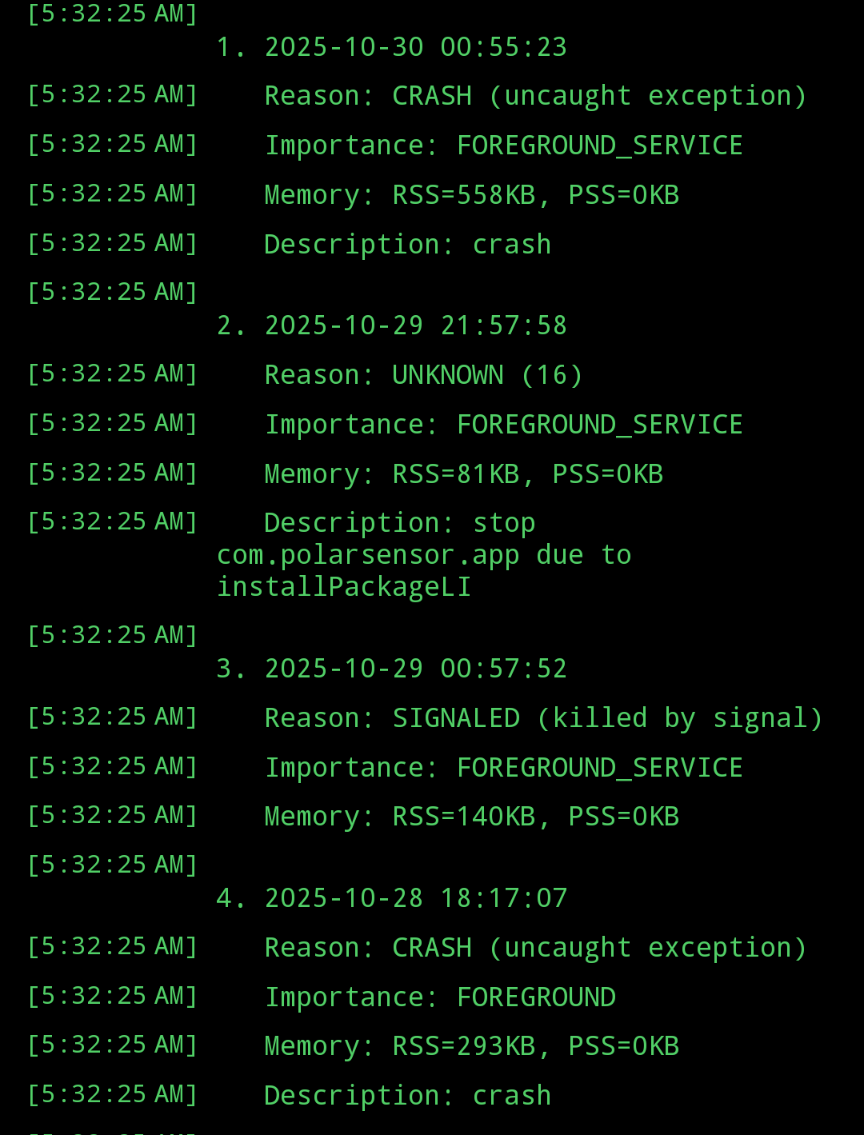 [5:32:25 AM]
1. 2025-10-30 00:55:23
[5:32:25 AM] Reason: CRASH (uncaught exception)
[5:32:25 AM] Importance: FOREGROUND_SERVICE
[5:32:25 AM] Memory: RSS=558KB, PSS=0KB
[5:32:25 AM] Description: crash
[5:32:25 AM]
2. 2025-10-29 21:57:58
[5:32:25 AM] Reason: UNKNOWN (16)
[5:32:25 AM] Importance: FOREGROUND_SERVICE
[5:32:25 AM] Memory: RSS=81KB, PSS=0KB
[5:32:25 AM] Description: stop
com.polarsensor.app due to
installPackageLI
[5:32:25 AM]
3. 2025-10-29 00:57:52
[5:32:25 AM] Reason: SIGNALED (killed by signal)
[5:32:25 AM] Importance: FOREGROUND_SERVICE
[5:32:25 AM] Memory: RSS=140KB, PSS=0KB
[5:32:25 AM]
4. 2025-10-28 18:17:07
[5:32:25 AM] Reason: CRASH (uncaught exception)
[5:32:25 AM] Importance: FOREGROUND
[5:32:25 AM] Memory: RSS=293KB, PSS=0KB
[5:32:25 AM] Description: crash